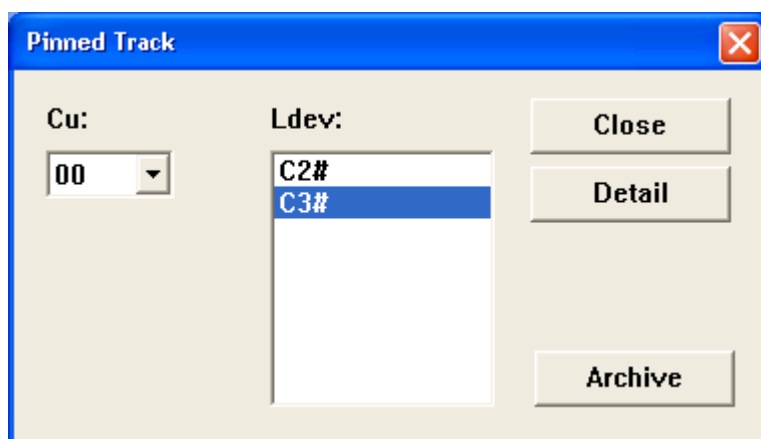 Pinned Track
Cu:
00
Ldev:
C2#
C3#
Close
Detail
Archive